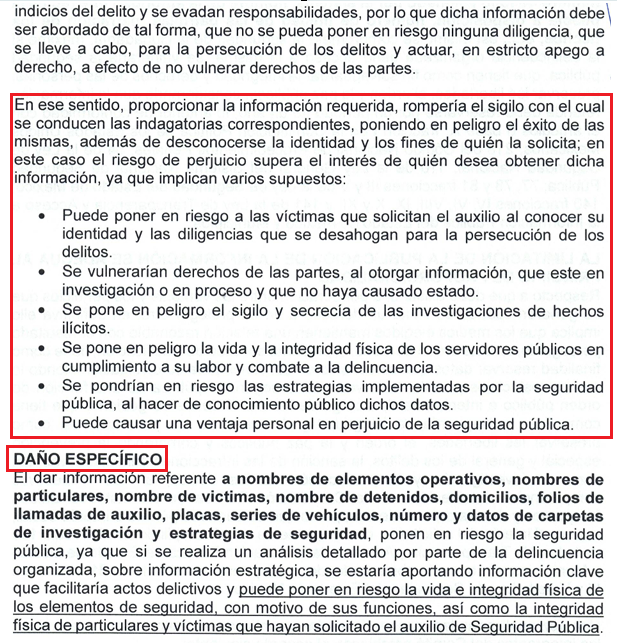 indicios del delito y se evadan responsabilidades, por lo que dicha información debe
ser abordado de tal forma, que no se pueda poner en riesgo ninguna diligencia, que
se lleve a cabo, para la persecución de los delitos y actuar, en estricto apego a
derecho, a efecto de no vulnerar derechos de las partes.
En ese sentido, proporcionar la información requerida, rompería el sigilo con el cual
se conducen las indagatorias correspondientes, poniendo en peligro el éxito de las
mismas, además de desconocerse la identidad y los fines de quién la solicita; en
este caso el riesgo de perjuicio supera el interés de quién desea obtener dicha
información, ya que implican varios supuestos:
• Puede poner en riesgo a las víctimas que solicitan el auxilio al conocer su
identidad y las diligencias que se desahogan para la persecución de los
delitos.
• Se vulnerarían derechos de las partes, al otorgar información, que este en
investigación o en proceso y que no haya causado estado.
• Se pone en peligro el sigilo y secrecía de las investigaciones de hechos
ilícitos.
• Se pone en peligro la vida y la integridad física de los servidores públicos en
cumplimiento a su labor y combate a la delincuencia.
• Se pondrían en riesgo las estrategias implementadas por la seguridad
pública, al hacer de conocimiento público dichos datos.
• Puede causar una ventaja personal en perjuicio de la seguridad pública.
DAÑO ESPECÍFICO
El dar información referente a nombres de elementos operativos, nombres de
particulares, nombre de victimas, nombre de detenidos, domicilios, folios de
llamadas de auxilio, placas, series de vehículos, número y datos de carpetas
de investigación y estrategias de seguridad, ponen en riesgo la seguridad
pública, ya que si se realiza un análisis detallado por parte de la delincuencia
organizada, sobre información estratégica, se estaría aportando información clave
que facilitaría actos delictivos y puede poner en riesgo la vida e integridad física de
los elementos de seguridad, con motivo de sus funciones, así como la integridad
física de particulares y víctimas que hayan solicitado el auxilio de Seguridad Pública.